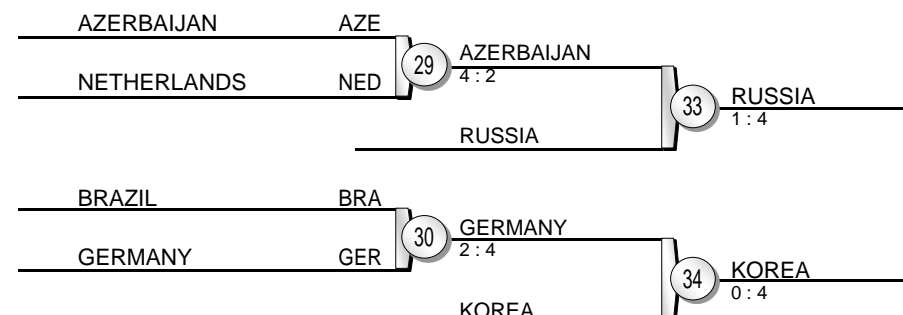 AZERBAIJAN AZE
29 AZERBAIJAN
4 : 2
NETHERLANDS NED
33 RUSSIA
1 : 4
RUSSIA
BRAZIL BRA
30 GERMANY
2 : 4
GERMANY GER
34 KOREA
0 : 4
KOREA